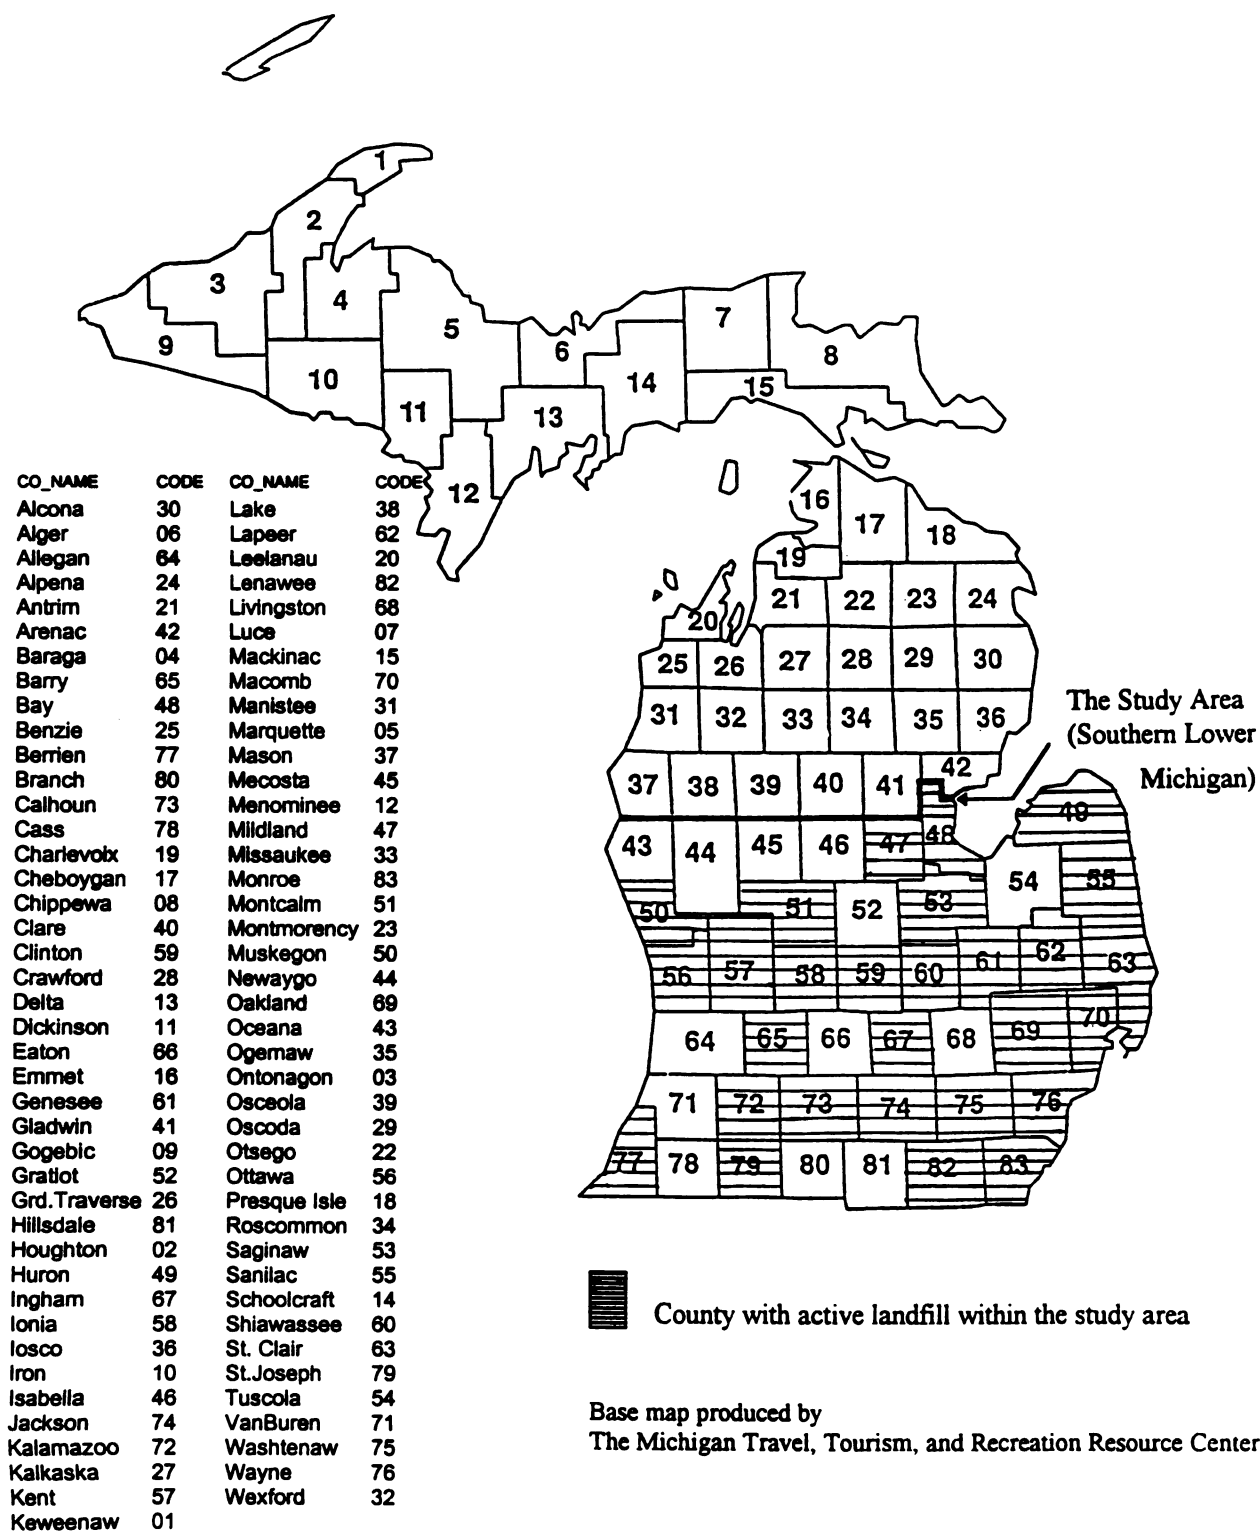 1
2
3
4
5
6
7
8
9
10
11
12
13
14
15
16
17
18
19
20
21 22 23 24
25 26 27 28 29 30
31 32 33 34 35 36
37 38 39 40 41 42
43 44 45 46 47 48 49
50 51 52 53 54 55
56 57 58 59 60 61 62 63
64 65 66 67 68 69 70
71 72 73 74 75 76
77 78 79 80 81 82 83
The Study Area
(Southern Lower
Michigan)
CO_NAME CODE CO_NAME CODE
Alcona 30 Lake 38
Alger 06 Lapeer 62
Allegan 64 Leelanau 20
Alpena 24 Lenawee 82
Antrim 21 Livingston 68
Arenac 42 Luce 07
Baraga 04 Mackinac 15
Barry 65 Macomb 70
Bay 48 Manistee 31
Benzie 25 Marquette 05
Berrien 77 Mason 37
Branch 80 Mecosta 45
Calhoun 73 Menominee 12
Cass 78 Mildland 47
Charlevoix 19 Missaukee 33
Cheboygan 17 Monroe 83
Chippewa 08 Montcalm 51
Clare 40 Montmorency 23
Clinton 59 Muskegon 50
Crawford 28 Newaygo 44
Delta 13 Oakland 69
Dickinson 11 Oceana 43
Eaton 66 Ogemaw 35
Emmet 16 Ontonagon 03
Genesee 61 Osceola 39
Gladwin 41 Oscoda 29
Gogebic 09 Otsego 22
Gratiot 52 Ottawa 56
Grd.Traverse 26 Presque Isle 18
Hillsdale 81 Roscommon 34
Houghton 02 Saginaw 53
Huron 49 Sanilac 55
Ingham 67 Schoolcraft 14
Ionia 58 Shiawassee 60
Iosco 36 St. Clair 63
Iron 10 St.Joseph 79
Isabella 46 Tuscola 54
Jackson 74 VanBuren 71
Kalamazoo 72 Washtenaw 75
Kalkaska 27 Wayne 76
Kent 57 Wexford 32
Keweenaw 01
County with active landfill within the study area
Base map produced by
The Michigan Travel, Tourism, and Recreation Resource Center